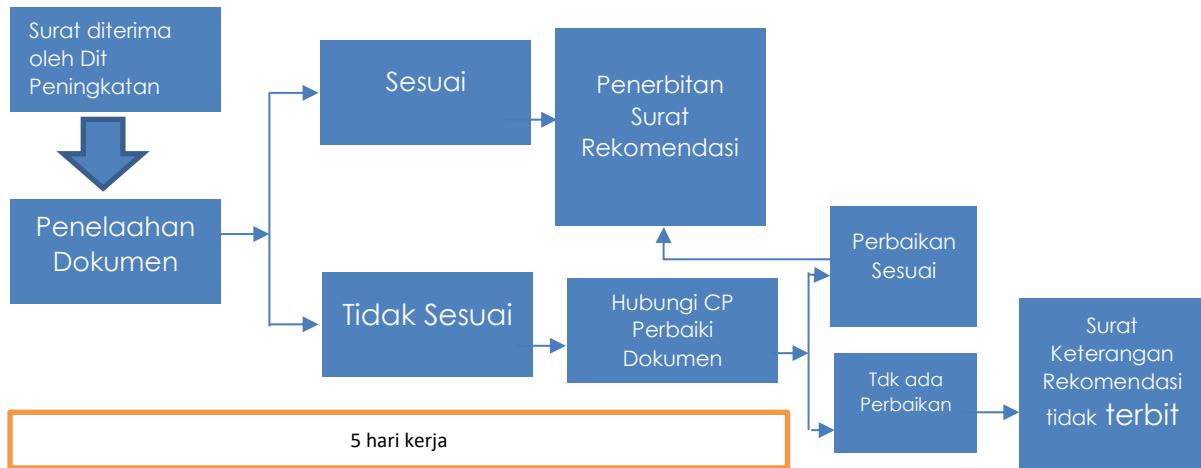 Surat diterima
oleh Dit
Peningkatan
Sesuai
Penerbitan
Surat
Rekomendasi
Penelaahan
Dokumen
Tidak Sesuai
Hubungi CP
Perbaiki
Dokumen
Perbaikan
Sesuai
Tdk ada
Perbaikan
Surat
Keterangan
Rekomendasi
tidak terbit
5 hari kerja